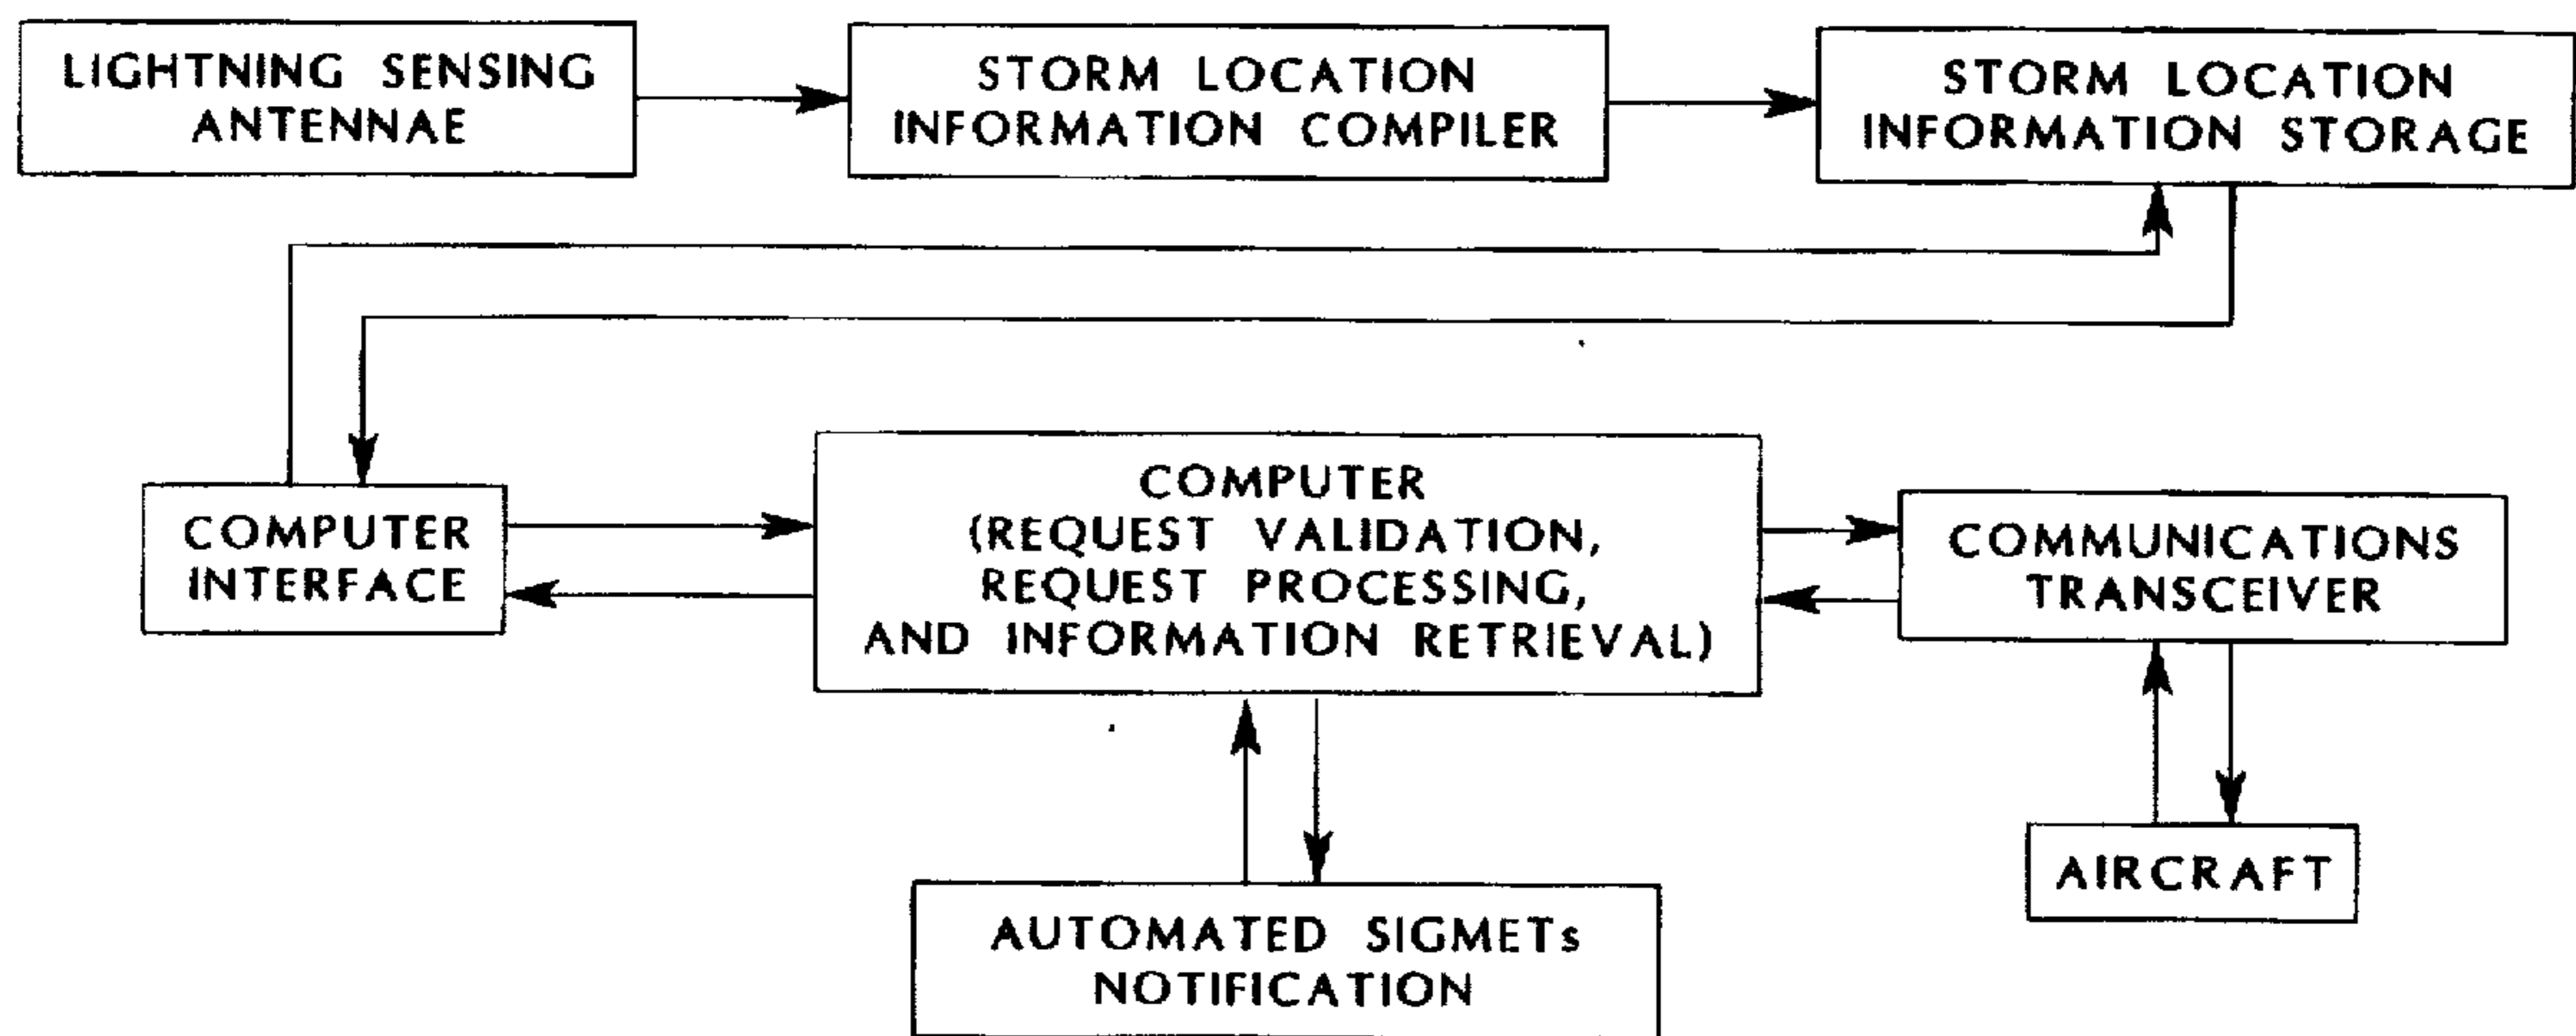 LIGHTNING SENSING
ANTENNAE
STORM LOCATION
INFORMATION COMPILER
STORM LOCATION
INFORMATION STORAGE
COMPUTER
INTERFACE
COMPUTER
(REQUEST VALIDATION,
REQUEST PROCESSING,
AND INFORMATION RETRIEVAL)
COMMUNICATIONS
TRANSCEIVER
AUTOMATED SIGMETs
NOTIFICATION
AIRCRAFT